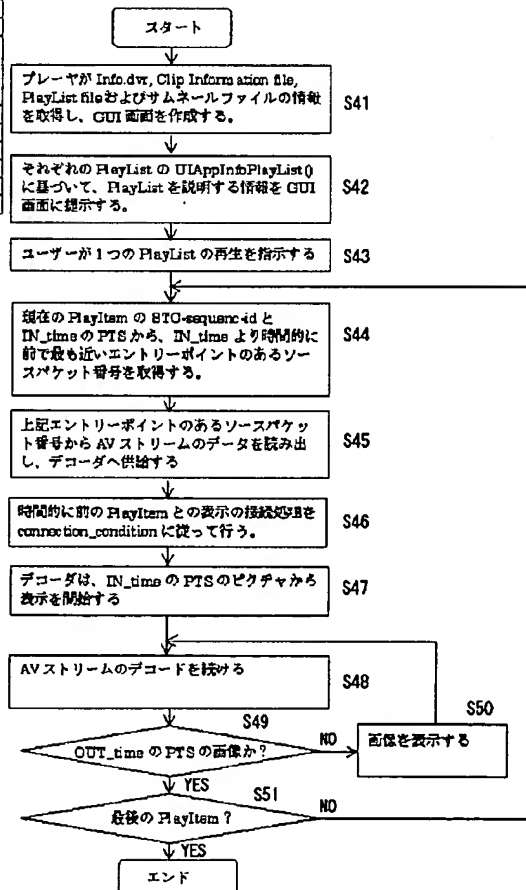 スタート
プレーヤが Info.dvr, Clip Information file,
PlayList fileおよびサムネールファイルの情報
を取得し、GUI 画面を作成する。
S41
それぞれの PlayList の UIAppInfoPlayList()
に基づいて、PlayList を説明する情報を GUI
画面に提示する。
S42
ユーザーが1つの PlayList の再生を指示する
S43
現在の PlayItem の STC-sequenc-id と
IN_time の PTS から、IN_time より時間的に
前で最も近いエントリーポイントのあるソー
スパケット番号を取得する。
S44
上記エントリーポイントのあるソースパケッ
ト番号から AV ストリームのデータを読み出
し、デコーダへ供給する
S45
時間的に前の PlayItem との表示の接続処理を
connection_condition に従って行う。
S46
デコーダは、IN_time の PTS のピクチャから
表示を開始する
S47
AV ストリームのデコードを続ける
S48
S49
OUT_time の PTS の画像か?
NO
S50
画像を表示する
YES
S51
最後の PlayItem ?
NO
YES
エンド